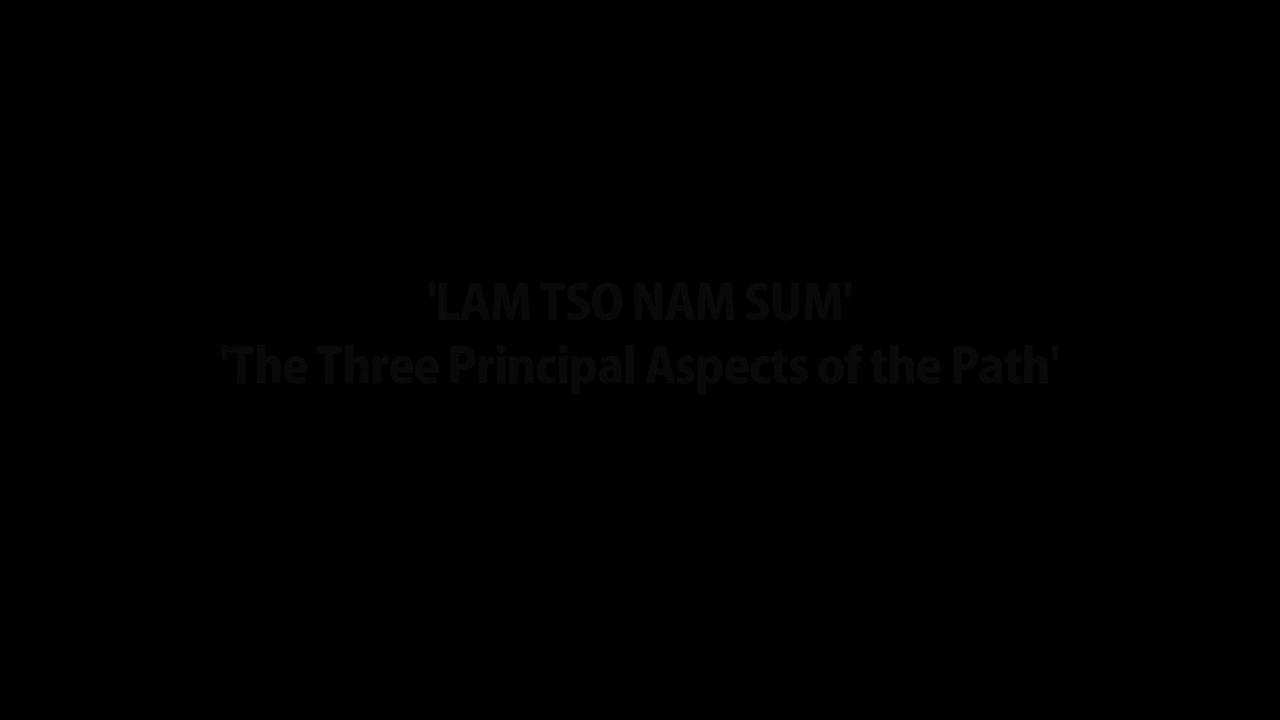 'LAM TSO NAM SUM'
'The Three Principal Aspects of the Path'